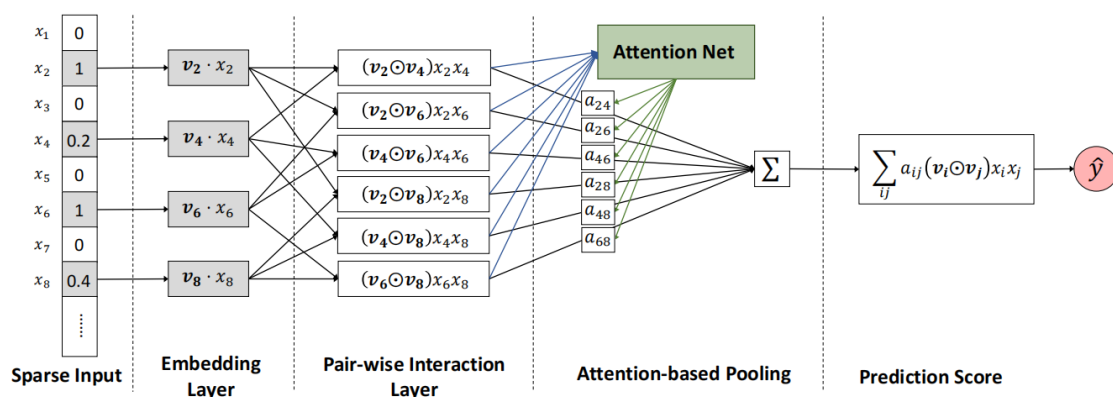 x₁ 0
x₂ 1
x₃ 0
x₄ 0.2
x₅ 0
x₆ 1
x₇ 0
x₈ 0.4
......
Sparse Input
v₂ · x₂
v₄ · x₄
v₆ · x₆
v₈ · x₈
Embedding
Layer
(v₂⊙v₄)x₂x₄
(v₂⊙v₆)x₂x₆
(v₄⊙v₆)x₄x₆
(v₂⊙v₈)x₂x₈
(v₄⊙v₈)x₄x₈
(v₆⊙v₈)x₆x₈
Pair-wise Interaction
Layer
Attention Net
a₂₄
a₂₆
a₄₆
a₂₈
a₄₈
a₆₈
Σ
Attention-based Pooling
∑ᵢⱼ aᵢⱼ(vᵢ⊙vⱼ)xᵢxⱼ
ŷ
Prediction Score